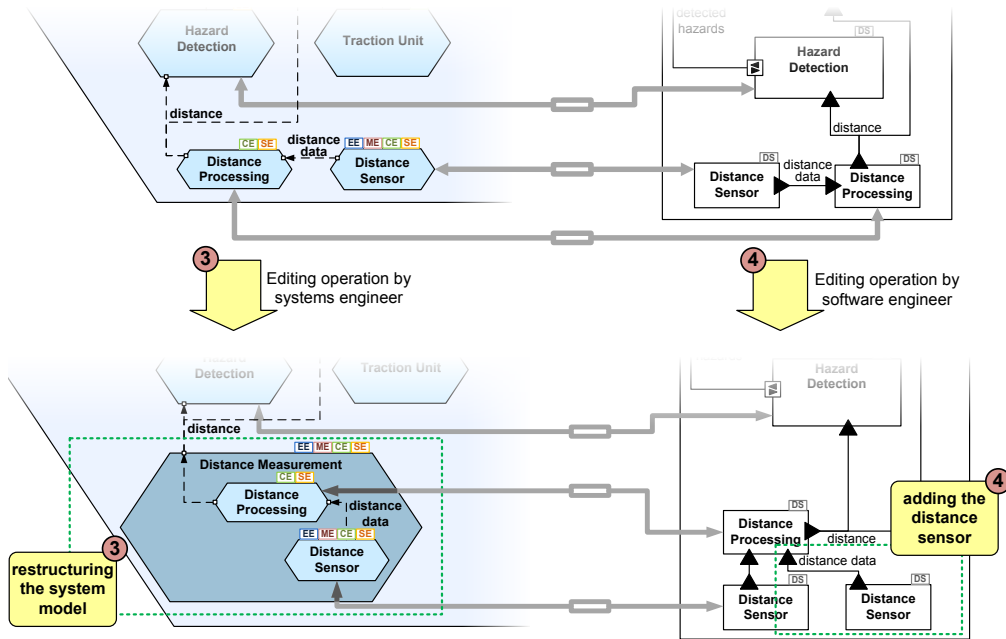 Hazard
Detection
Traction Unit
distance
CE SE
distance
data
EE ME CE SE
Distance
Processing
Distance
Sensor
detected
hazards
DS
Hazard
Detection
distance
DS
distance
data
DS
Distance
Sensor
Distance
Processing
3
Editing operation by
systems engineer
4
Editing operation by
software engineer
Detection
Traction Unit
distance
EE ME CE SE
Distance Measurement
CE SE
Distance
Processing
distance
data
EE ME CE SE
Distance
Sensor
3
restructuring
the system
model
Hazard
Detection
4
adding the
distance
sensor
DS
Distance
Processing
distance
distance data
DS
Distance
Sensor
DS
Distance
Sensor